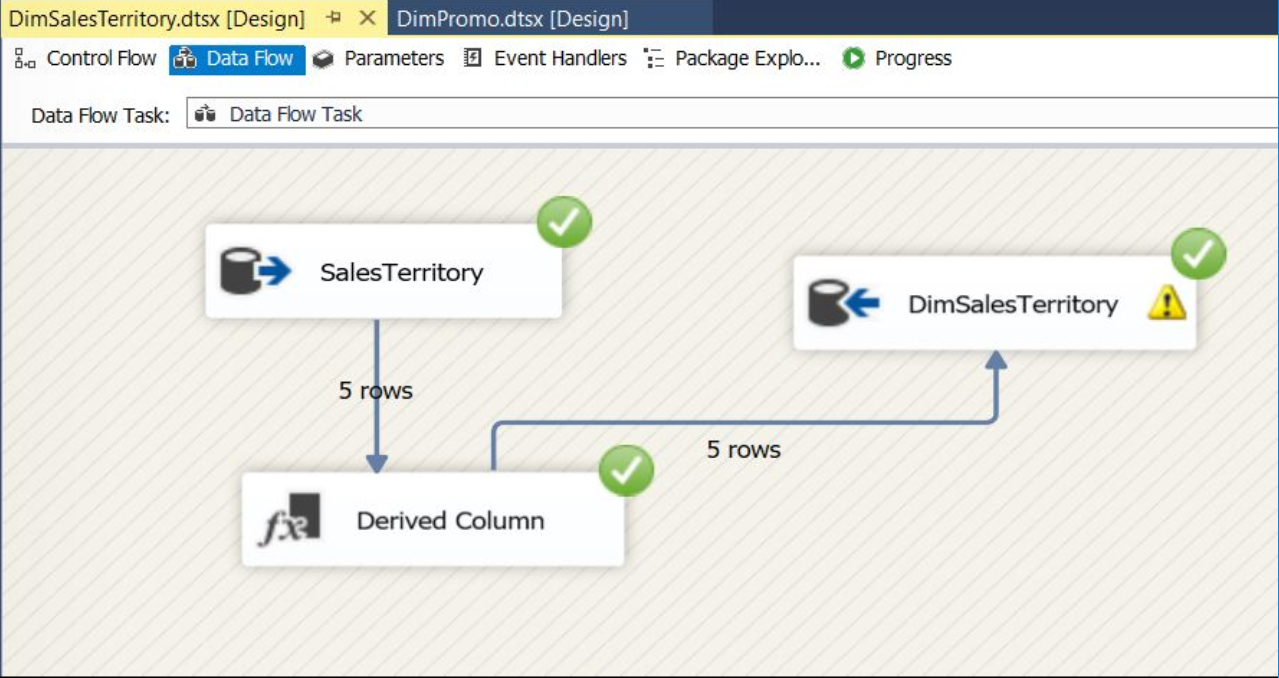 DimSalesTerritory.dtsx [Design] DimPromo.dtsx [Design]
Control Flow Data Flow Parameters Event Handlers Package Explo... Progress
Data Flow Task: Data Flow Task
SalesTerritory
DimSalesTerritory
5 rows
5 rows
Derived Column